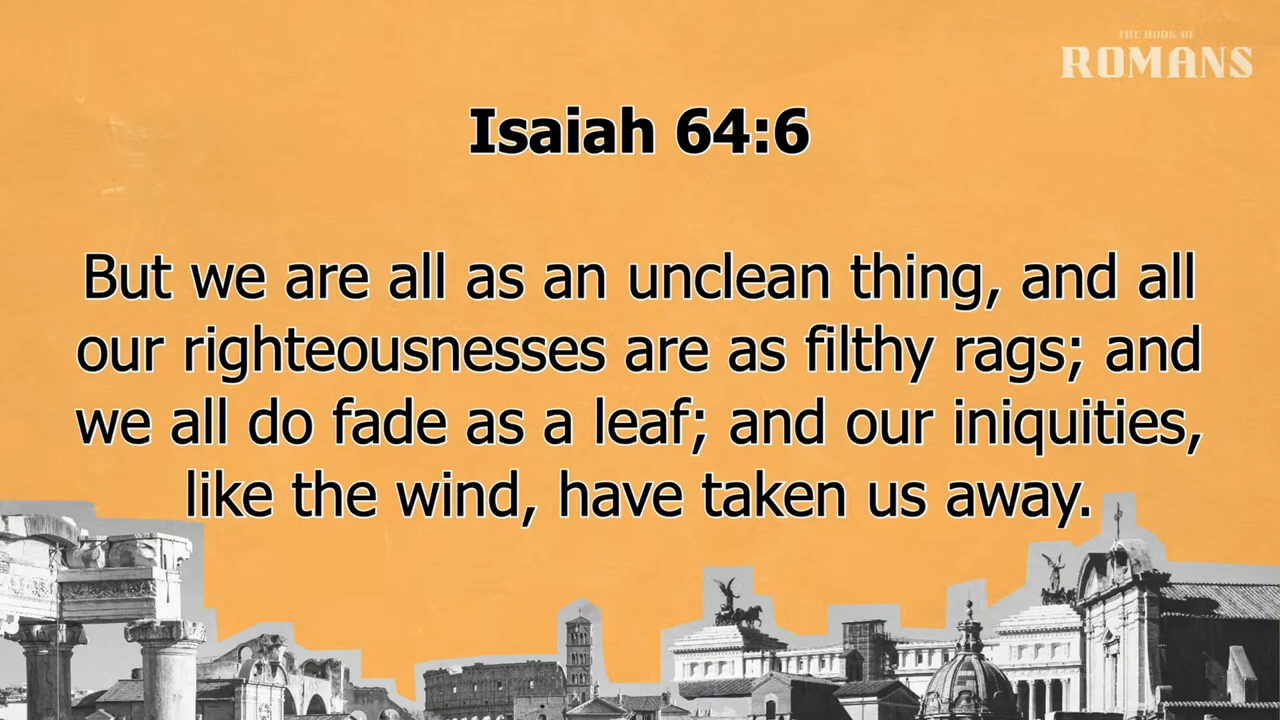 THE BOOK OF
ROMANS
Isaiah 64:6
But we are all as an unclean thing, and all
our righteousnesses are as filthy rags; and
we all do fade as a leaf; and our iniquities,
like the wind, have taken us away.